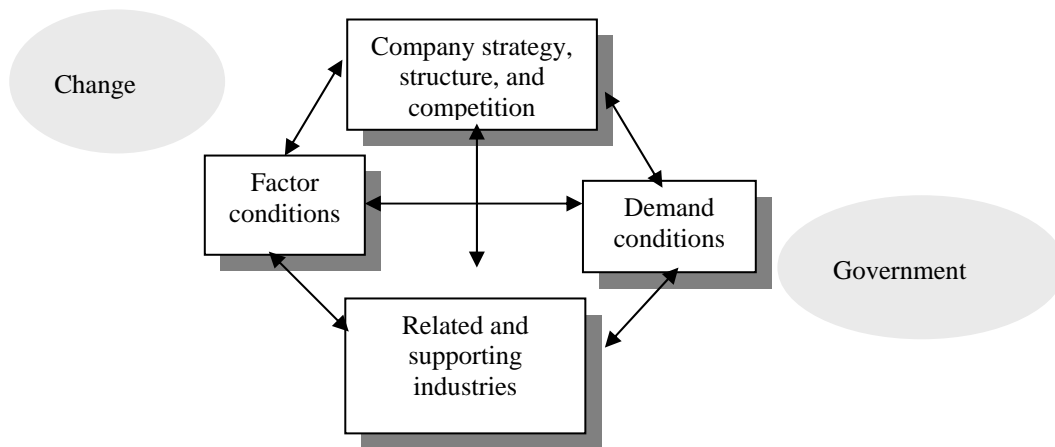 Company strategy,
structure, and
competition
Change
Factor
conditions
Demand
conditions
Government
Related and
supporting
industries